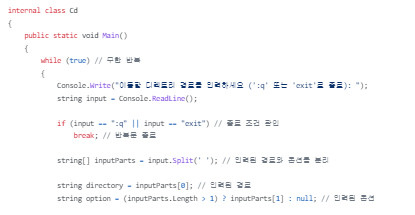 internal class Cd
{
public static void Main()
{
while (true) // 무한 반복
{
Console.Write("이동할 디렉토리 경로를 입력하세요 (':q' 또는 'exit'로 종료): ");
string input = Console.ReadLine();
if (input == ":q" || input == "exit") // 종료 조건 확인
break; // 반복문 종료
string[] inputParts = input.Split(' '); // 입력된 경로와 옵션을 분리
string directory = inputParts[0]; // 입력된 경로
string option = (inputParts.Length > 1) ? inputParts[1] : null; // 입력된 옵션